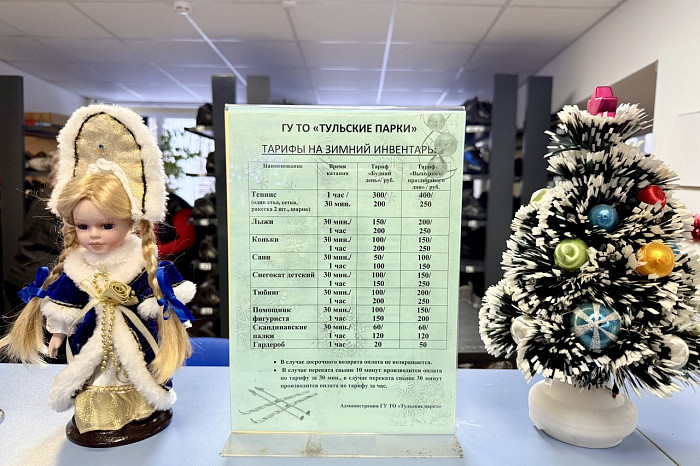 ГУ ТО «ТУЛЬСКИЕ ПАРКИ»
ТАРИФЫ НА ЗИМНИЙ ИНВЕНТАРЬ:
Наименование Время катания Тариф «Будний день»/ руб. Тариф «Выходного/ праздничного дня»/ руб.
Теннис (один стол, сетка, ракетка 2 шт., шарик) 1 час / 30 мин. 300/ 200 400/ 250
Лыжи 30 мин./ 1 час 150/ 200 200/ 250
Коньки 30 мин./ 1 час 100/ 200 150/ 250
Сани 30 мин./ 1 час 50/ 100 100/ 150
Снегокат детский 30 мин./ 1 час 100/ 150 150/ 250
Тюбинг 30 мин./ 1 час 100/ 200 200/ 250
Помощник фигуриста 30 мин./ 1 час 100/ 150 150/ 200
Скандинавские палки 30 мин./ 1 час 60/ 120 60/ 120
Гардероб 1 час 20 50
• В случае досрочного возврата оплата не возвращается.
• В случае переката свыше 10 минут производится оплата
по тарифу за 30 мин., в случае переката свыше 30 минут
производится оплата по тарифу за час.
Администрация ГУ ТО «Тульскиепарки»